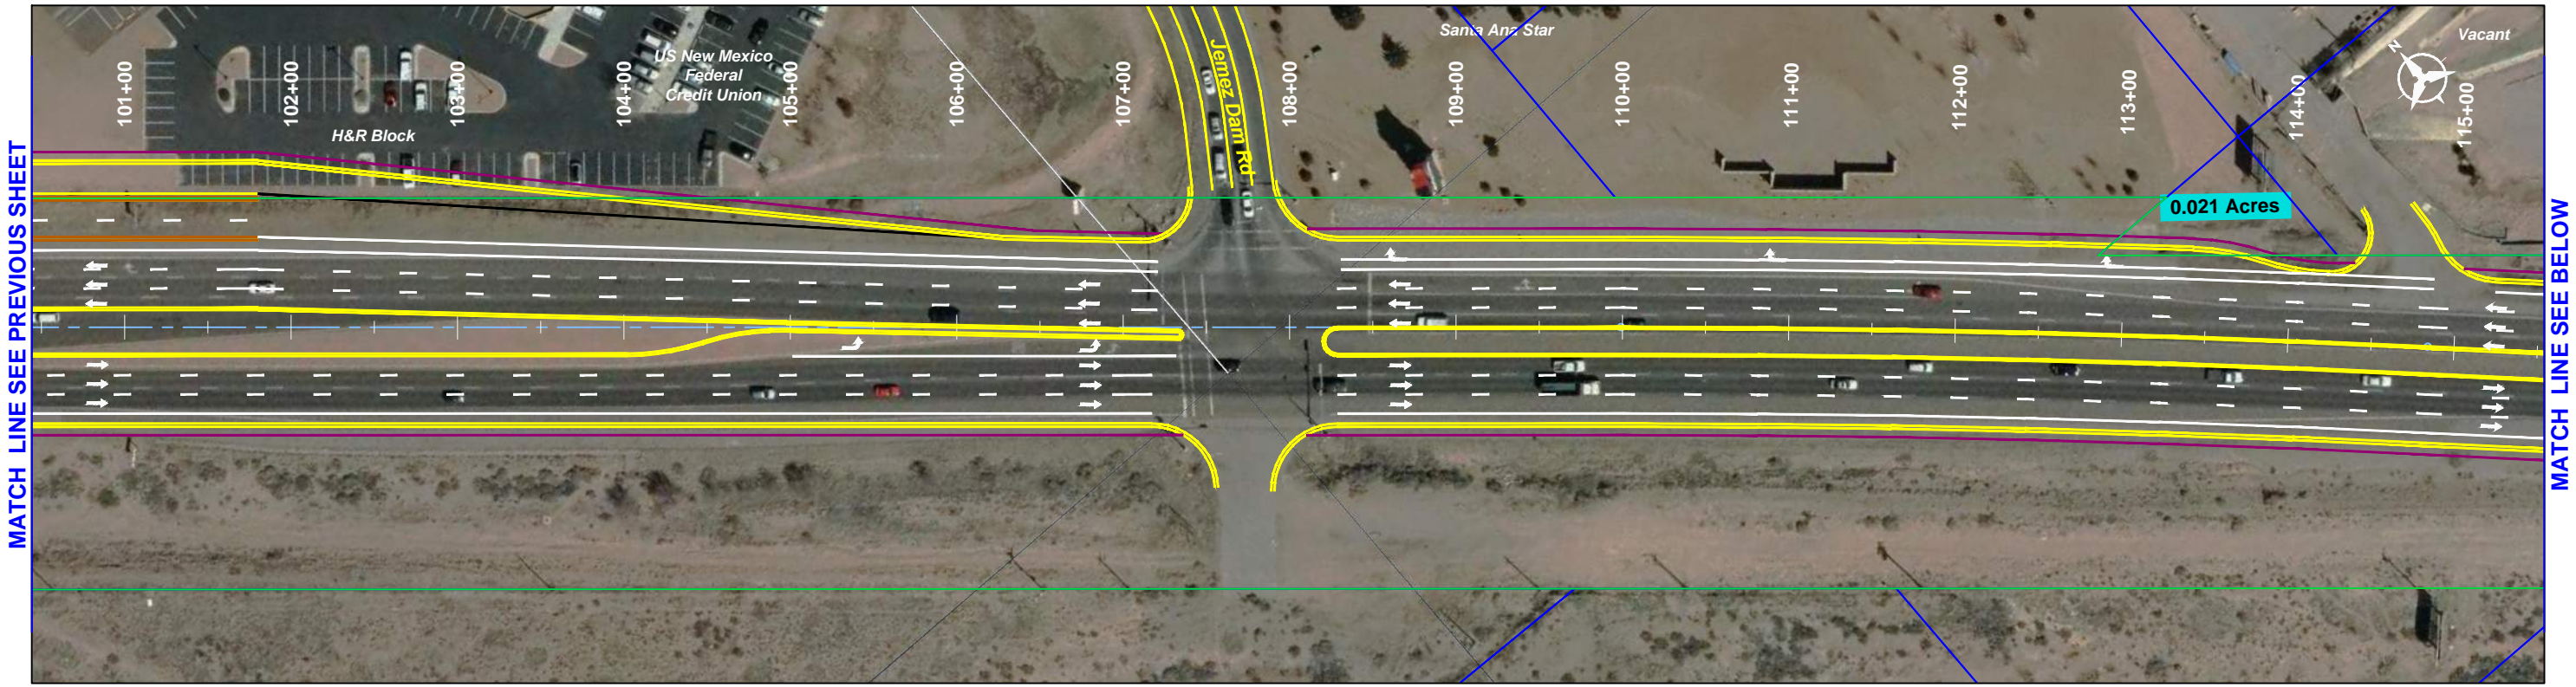 MATCH LINE SEE PREVIOUS SHEET
101+00
102+00
103+00
104+00
105+00
106+00
107+00
108+00
109+00
110+00
111+00
112+00
113+00
114+00
115+00
US New Mexico
Federal
Credit Union
H&R Block
Jemez Dam Rd
Santa Ana Star
Vacant
N
0.021 Acres
MATCH LINE SEE BELOW